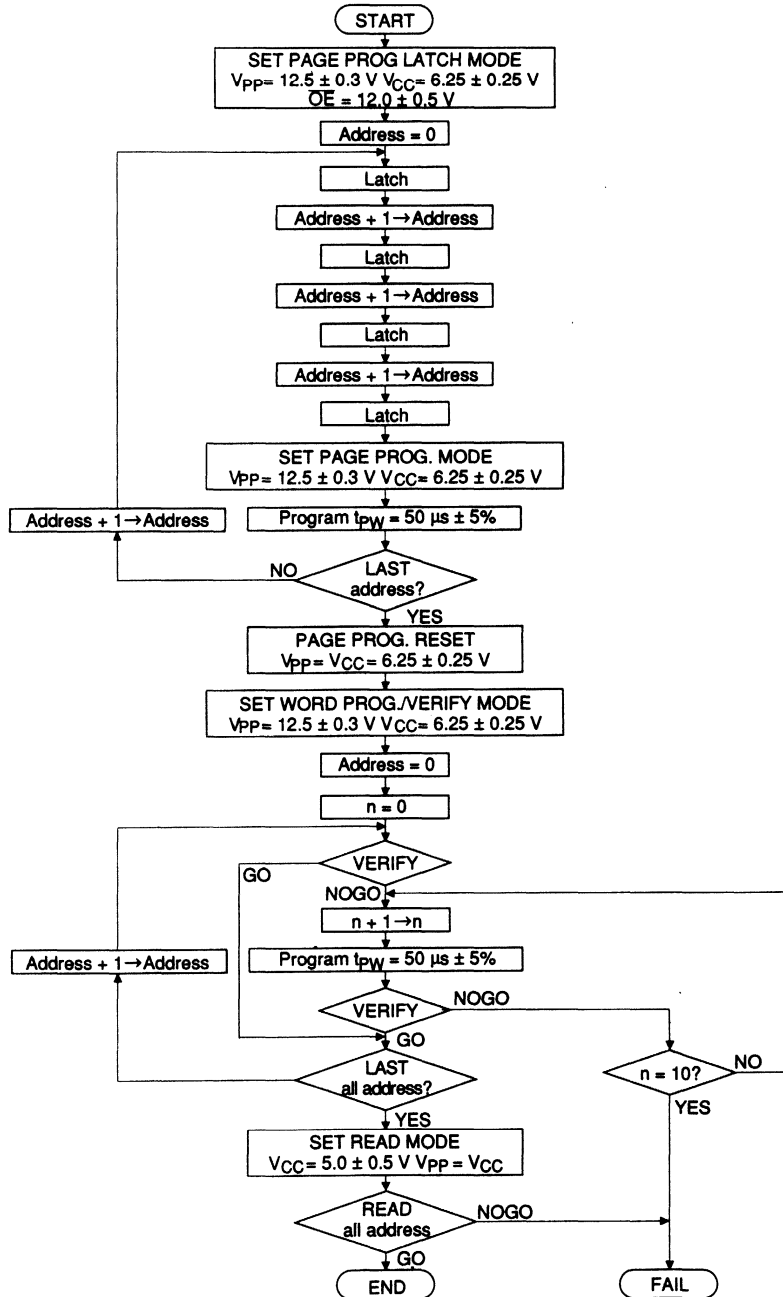 START
SET PAGE PROG LATCH MODE
VPP= 12.5 ± 0.3 V VCC= 6.25 ± 0.25 V
O̅E̅ = 12.0 ± 0.5 V
Address = 0
Latch
Address + 1→Address
Latch
Address + 1→Address
Latch
Address + 1→Address
Latch
SET PAGE PROG. MODE
VPP= 12.5 ± 0.3 V VCC= 6.25 ± 0.25 V
Address + 1→Address
Program tPW = 50 μs ± 5%
NO
LAST
address?
YES
PAGE PROG. RESET
VPP= VCC= 6.25 ± 0.25 V
SET WORD PROG./VERIFY MODE
VPP= 12.5 ± 0.3 V VCC= 6.25 ± 0.25 V
Address = 0
n = 0
VERIFY
GO
NOGO
n + 1→n
Address + 1→Address
Program tPW = 50 μs ± 5%
NOGO
VERIFY
GO
LAST
all address?
n = 10?
NO
YES
YES
SET READ MODE
VCC= 5.0 ± 0.5 V VPP= VCC
READ
all address
NOGO
GO
END
FAIL